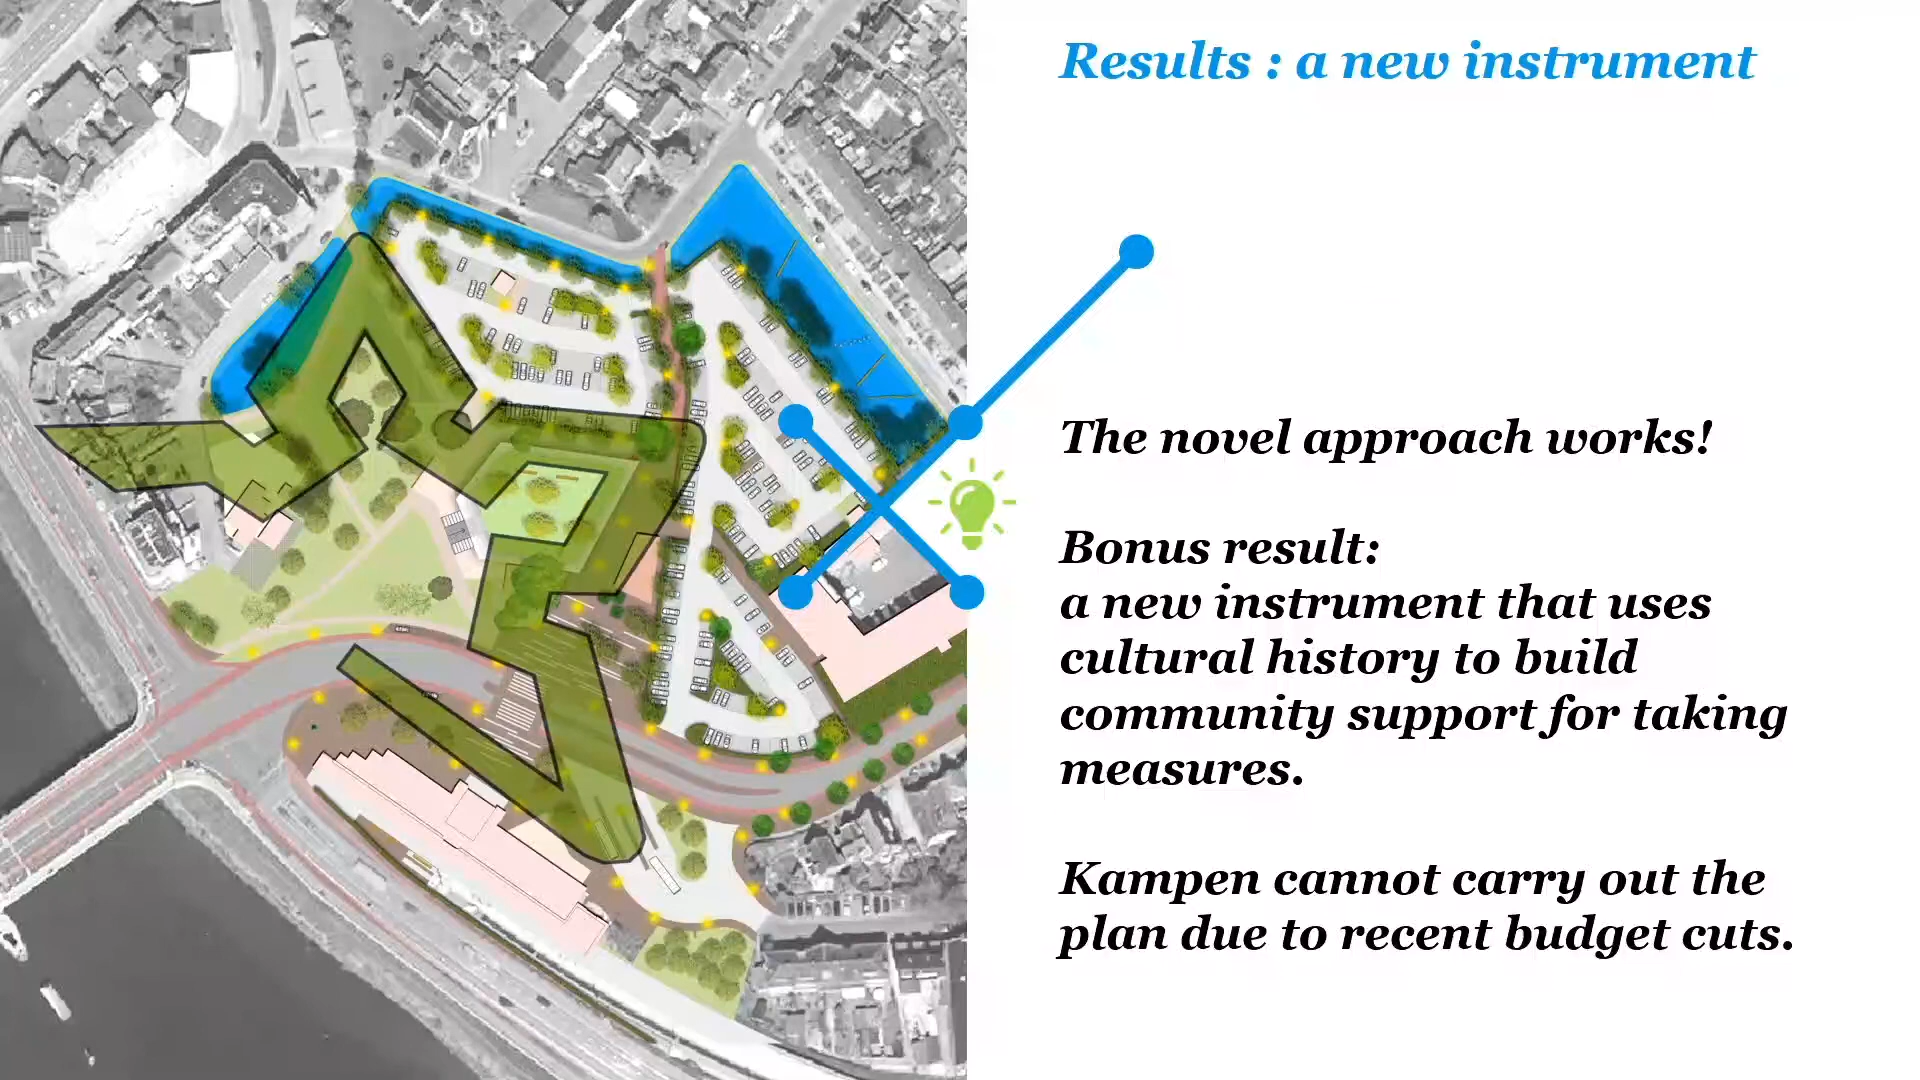 Results : a new instrument
The novel approach works!
Bonus result:
a new instrument that uses
cultural history to build
community support for taking
measures.
Kampen cannot carry out the
plan due to recent budget cuts.